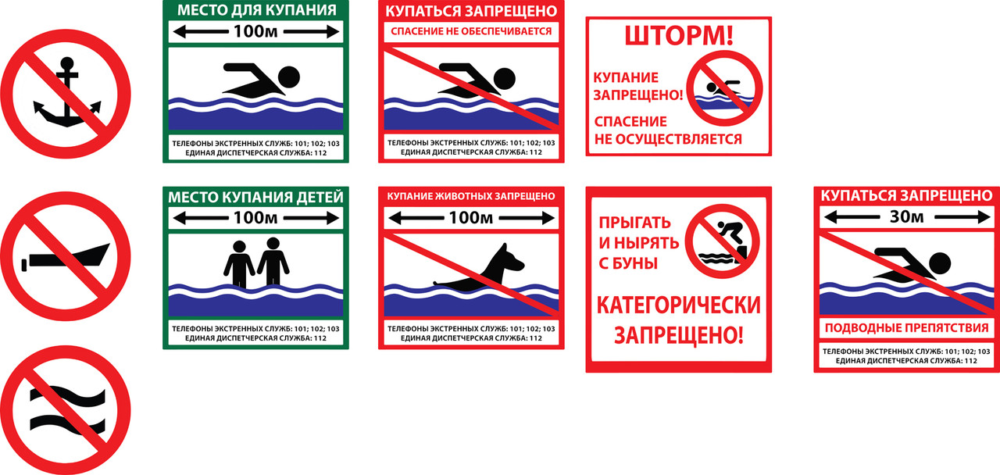 МЕСТО ДЛЯ КУПАНИЯ
100м
ТЕЛЕФОНЫ ЭКСТРЕННЫХ СЛУЖБ: 101; 102; 103
ЕДИНАЯ ДИСПЕТЧЕРСКАЯ СЛУЖБА: 112
КУПАТЬСЯ ЗАПРЕЩЕНО
СПАСЕНИЕ НЕ ОБЕСПЕЧИВАЕТСЯ
ТЕЛЕФОНЫ ЭКСТРЕННЫХ СЛУЖБ: 101; 102; 103
ЕДИНАЯ ДИСПЕТЧЕРСКАЯ СЛУЖБА: 112
ШТОРМ!
КУПАНИЕ
ЗАПРЕЩЕНО!
СПАСЕНИЕ
НЕ ОСУЩЕСТВЛЯЕТСЯ
МЕСТО КУПАНИЯ ДЕТЕЙ
100м
ТЕЛЕФОНЫ ЭКСТРЕННЫХ СЛУЖБ: 101; 102; 103
ЕДИНАЯ ДИСПЕТЧЕРСКАЯ СЛУЖБА: 112
КУПАНИЕ ЖИВОТНЫХ ЗАПРЕЩЕНО
100м
ТЕЛЕФОНЫ ЭКСТРЕННЫХ СЛУЖБ: 101; 102; 103
ЕДИНАЯ ДИСПЕТЧЕРСКАЯ СЛУЖБА: 112
ПРЫГАТЬ
И НЫРЯТЬ
С БУНЫ
КАТЕГОРИЧЕСКИ
ЗАПРЕЩЕНО!
КУПАТЬСЯ ЗАПРЕЩЕНО
30м
ПОДВОДНЫЕ ПРЕПЯТСТВИЯ
ТЕЛЕФОНЫ ЭКСТРЕННЫХ СЛУЖБ: 101; 102; 103
ЕДИНАЯ ДИСПЕТЧЕРСКАЯ СЛУЖБА: 112